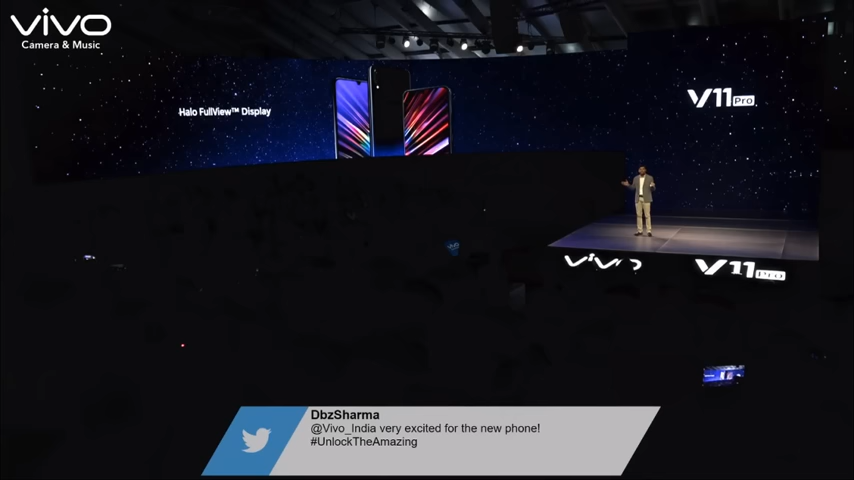 vivo
Camera & Music
Halo FullView™ Display
V11 Pro
vivo
V11 Pro
DbzSharma
@Vivo_India very excited for the new phone!
#UnlockTheAmazing